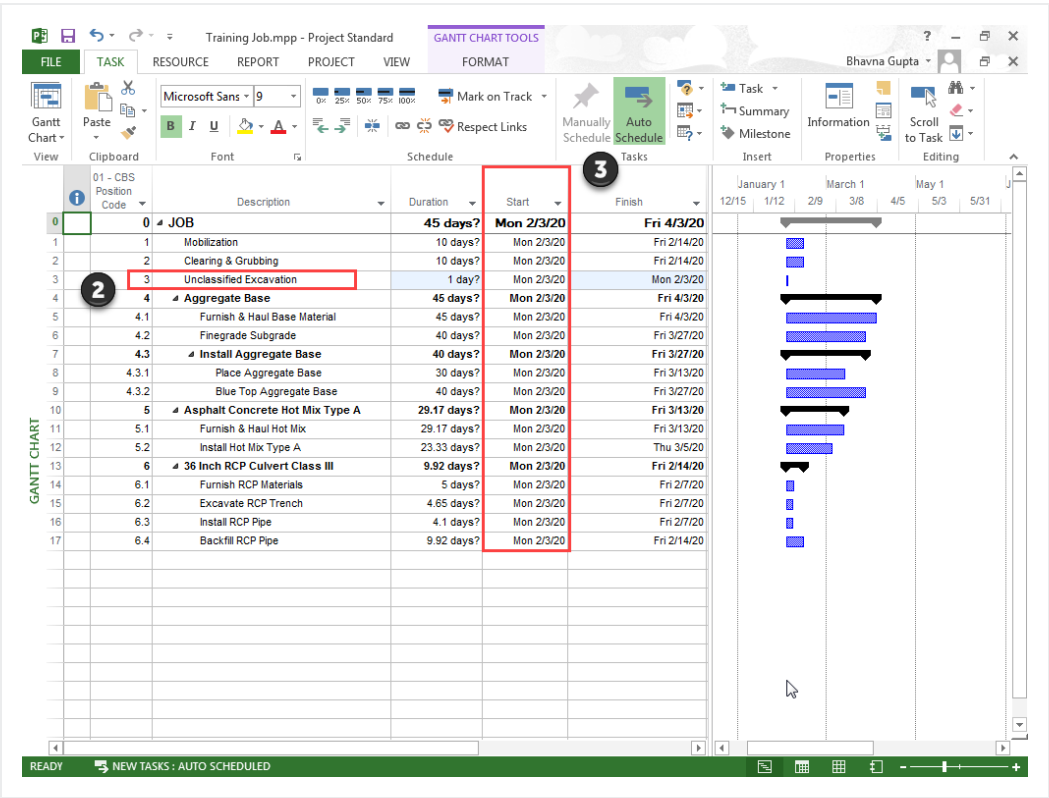 Training Job.mpp - Project Standard
GANTT CHART TOOLS
?
FILE TASK RESOURCE REPORT PROJECT VIEW FORMAT
Bhavna Gupta
Gantt Chart
View
Paste
Clipboard
Microsoft Sans 9
B I U A
Font
0% 25% 50% 75% 100%
Mark on Track
Respect Links
Schedule
Manually Schedule
Auto Schedule
Tasks
Task
Summary
Milestone
Insert
Information
Properties
Scroll to Task
Editing
3
01 - CBS Position Code Description Duration Start Finish
January 1 March 1 May 1
12/15 1/12 2/9 3/8 4/5 5/3 5/31
0 0 JOB 45 days? Mon 2/3/20 Fri 4/3/20
1 1 Mobilization 10 days? Mon 2/3/20 Fri 2/14/20
2 2 Clearing & Grubbing 10 days? Mon 2/3/20 Fri 2/14/20
3 3 Unclassified Excavation 1 day? Mon 2/3/20 Mon 2/3/20
2
4 4 Aggregate Base 45 days? Mon 2/3/20 Fri 4/3/20
5 4.1 Furnish & Haul Base Material 45 days? Mon 2/3/20 Fri 4/3/20
6 4.2 Finegrade Subgrade 40 days? Mon 2/3/20 Fri 3/27/20
7 4.3 Install Aggregate Base 40 days? Mon 2/3/20 Fri 3/27/20
8 4.3.1 Place Aggregate Base 30 days? Mon 2/3/20 Fri 3/13/20
9 4.3.2 Blue Top Aggregate Base 40 days? Mon 2/3/20 Fri 3/27/20
10 5 Asphalt Concrete Hot Mix Type A 29.17 days? Mon 2/3/20 Fri 3/13/20
11 5.1 Furnish & Haul Hot Mix 29.17 days? Mon 2/3/20 Fri 3/13/20
12 5.2 Install Hot Mix Type A 23.33 days? Mon 2/3/20 Thu 3/5/20
13 6 36 Inch RCP Culvert Class III 9.92 days? Mon 2/3/20 Fri 2/14/20
14 6.1 Furnish RCP Materials 5 days? Mon 2/3/20 Fri 2/7/20
15 6.2 Excavate RCP Trench 4.65 days? Mon 2/3/20 Fri 2/7/20
16 6.3 Install RCP Pipe 4.1 days? Mon 2/3/20 Fri 2/7/20
17 6.4 Backfill RCP Pipe 9.92 days? Mon 2/3/20 Fri 2/14/20
GANTT CHART
READY NEW TASKS : AUTO SCHEDULED